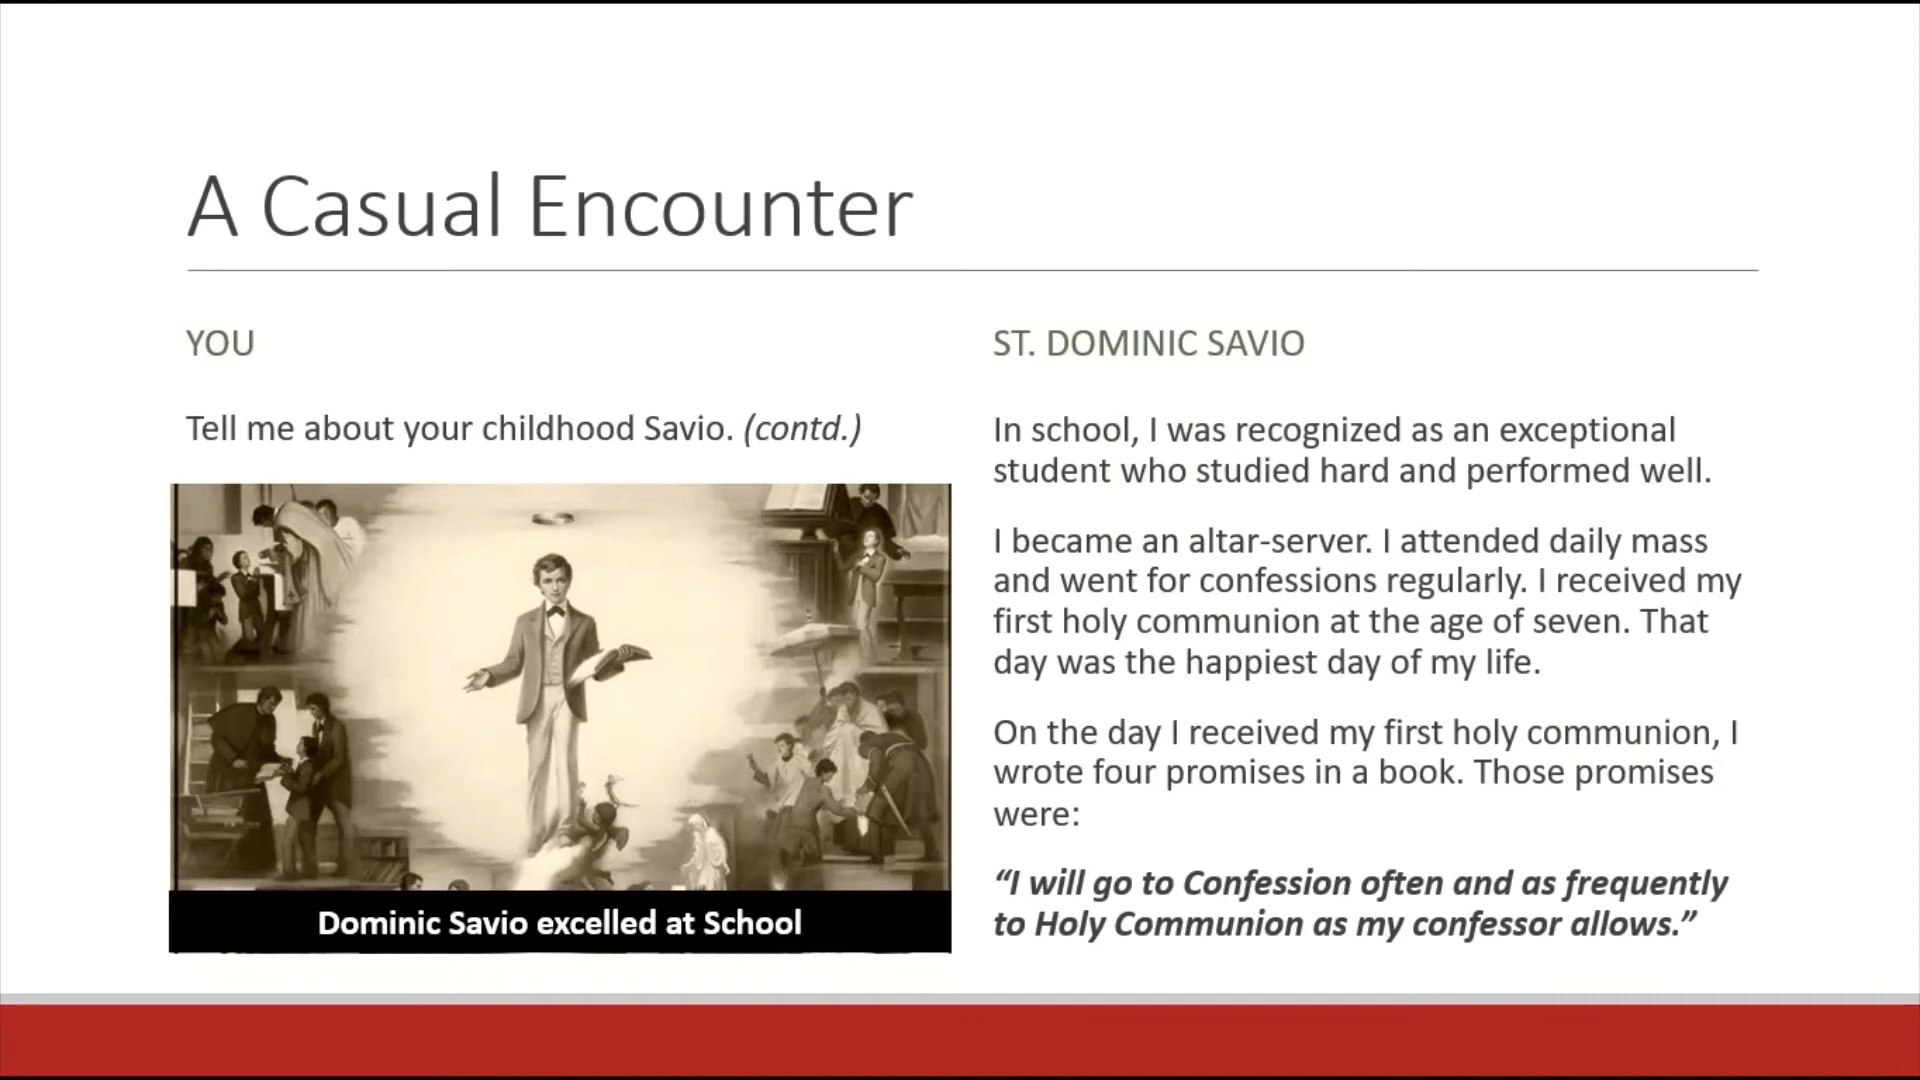 A Casual Encounter
YOU
Tell me about your childhood Savio. (contd.)
Dominic Savio excelled at School
ST. DOMINIC SAVIO
In school, I was recognized as an exceptional
student who studied hard and performed well.
I became an altar-server. I attended daily mass
and went for confessions regularly. I received my
first holy communion at the age of seven. That
day was the happiest day of my life.
On the day I received my first holy communion, I
wrote four promises in a book. Those promises
were:
“I will go to Confession often and as frequently
to Holy Communion as my confessor allows.”